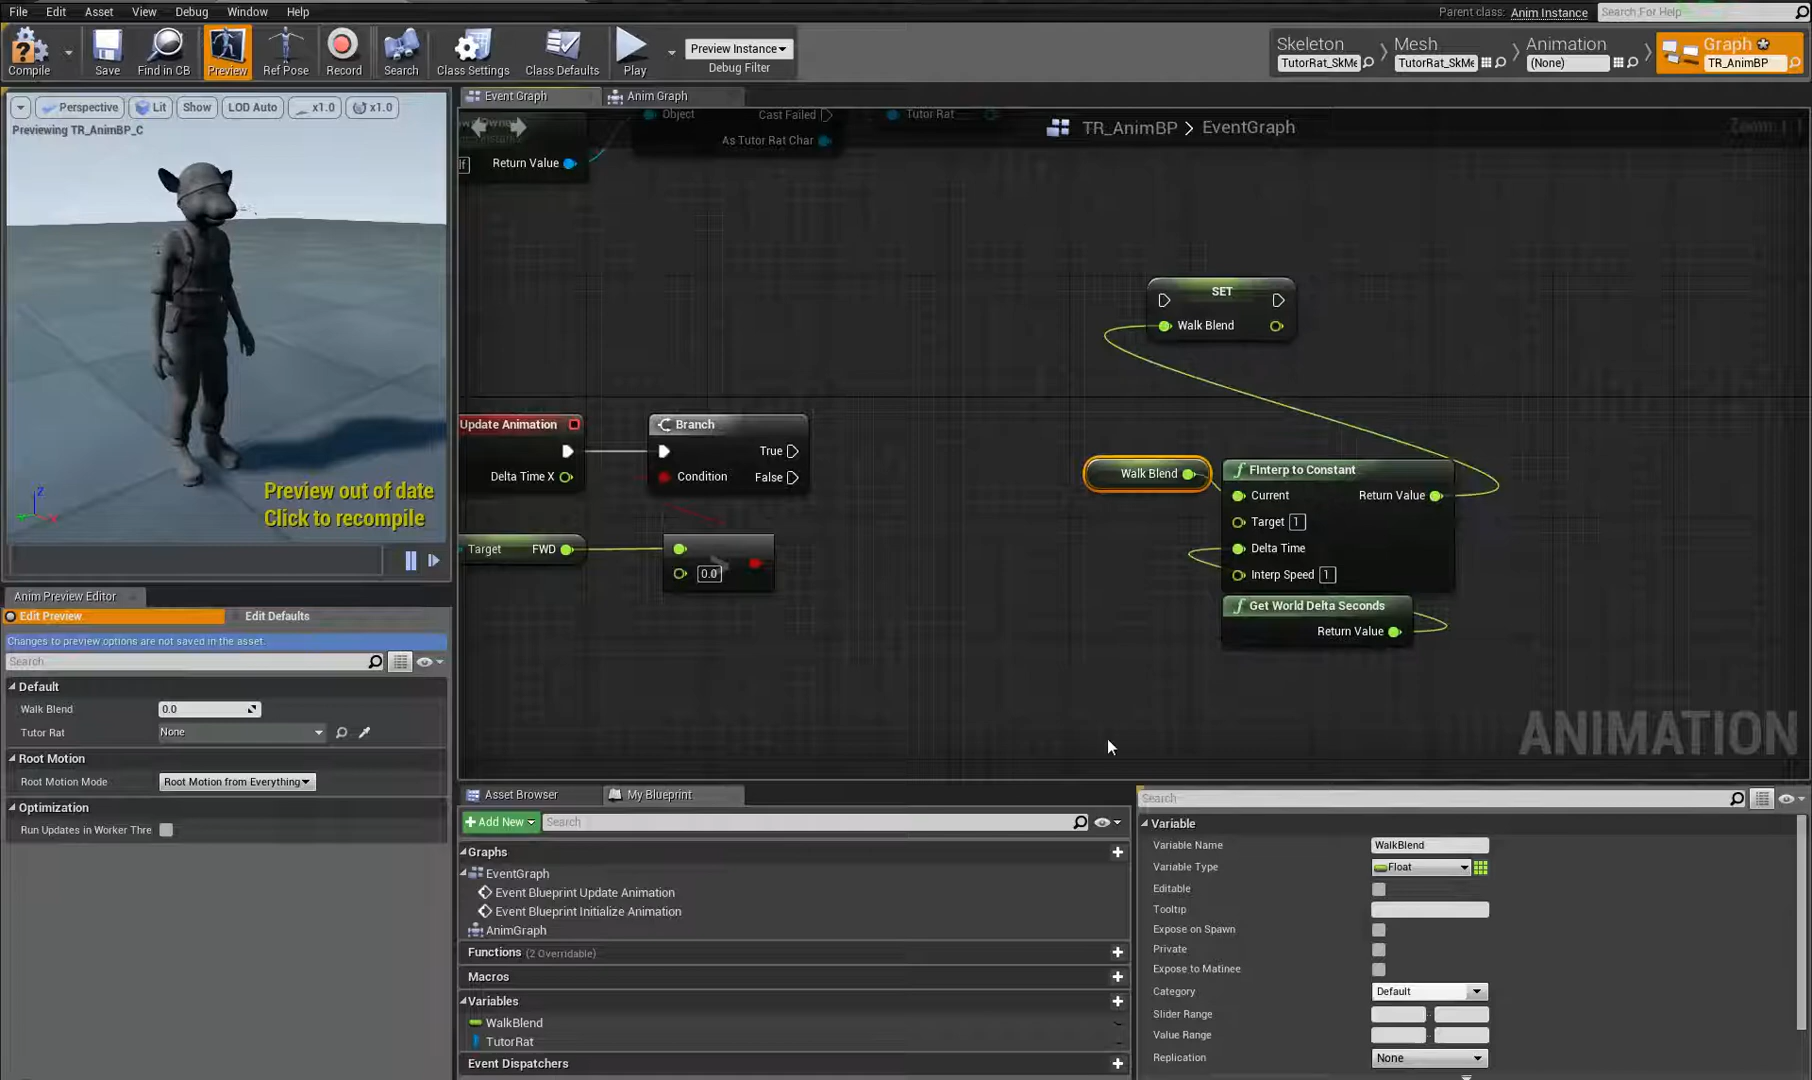 File Edit Asset View Debug Window Help
Parent class: Anim Instance Search For Help
Compile Save Find in CB Preview Ref Pose Record Search Class Settings Class Defaults Play
Preview Instance
Debug Filter
Skeleton Mesh Animation Graph
TutorRat_SkMe TutorRat_SkMe (None) TR_AnimBP
Perspective Lit Show LOD Auto x1.0 x1.0
Previewing TR_AnimBP_C
Preview out of date
Click to recompile
Event Graph Anim Graph
TR_AnimBP > EventGraph
Object Cast Failed
As Tutor Rat Char
Tutor Rat
Return Value
SET
Walk Blend
Update Animation
Delta Time X
Branch
True
Condition False
Target FWD
0.0
Walk Blend
FInterp to Constant
Current Return Value
Target 1
Delta Time
Interp Speed 1
Get World Delta Seconds
Return Value
ANIMATION
Anim Preview Editor
Edit Preview Edit Defaults
Changes to preview options are not saved in the asset.
Search
Default
Walk Blend 0.0
Tutor Rat None
Root Motion
Root Motion Mode Root Motion from Everything
Optimization
Run Updates in Worker Thre
Asset Browser My Blueprint
+ Add New Search
Graphs
EventGraph
Event Blueprint Update Animation
Event Blueprint Initialize Animation
AnimGraph
Functions (2 Overridable)
Macros
Variables
WalkBlend
TutorRat
Event Dispatchers
Search
Variable
Variable Name WalkBlend
Variable Type Float
Editable
Tooltip
Expose on Spawn
Private
Expose to Matinee
Category Default
Slider Range
Value Range
Replication None